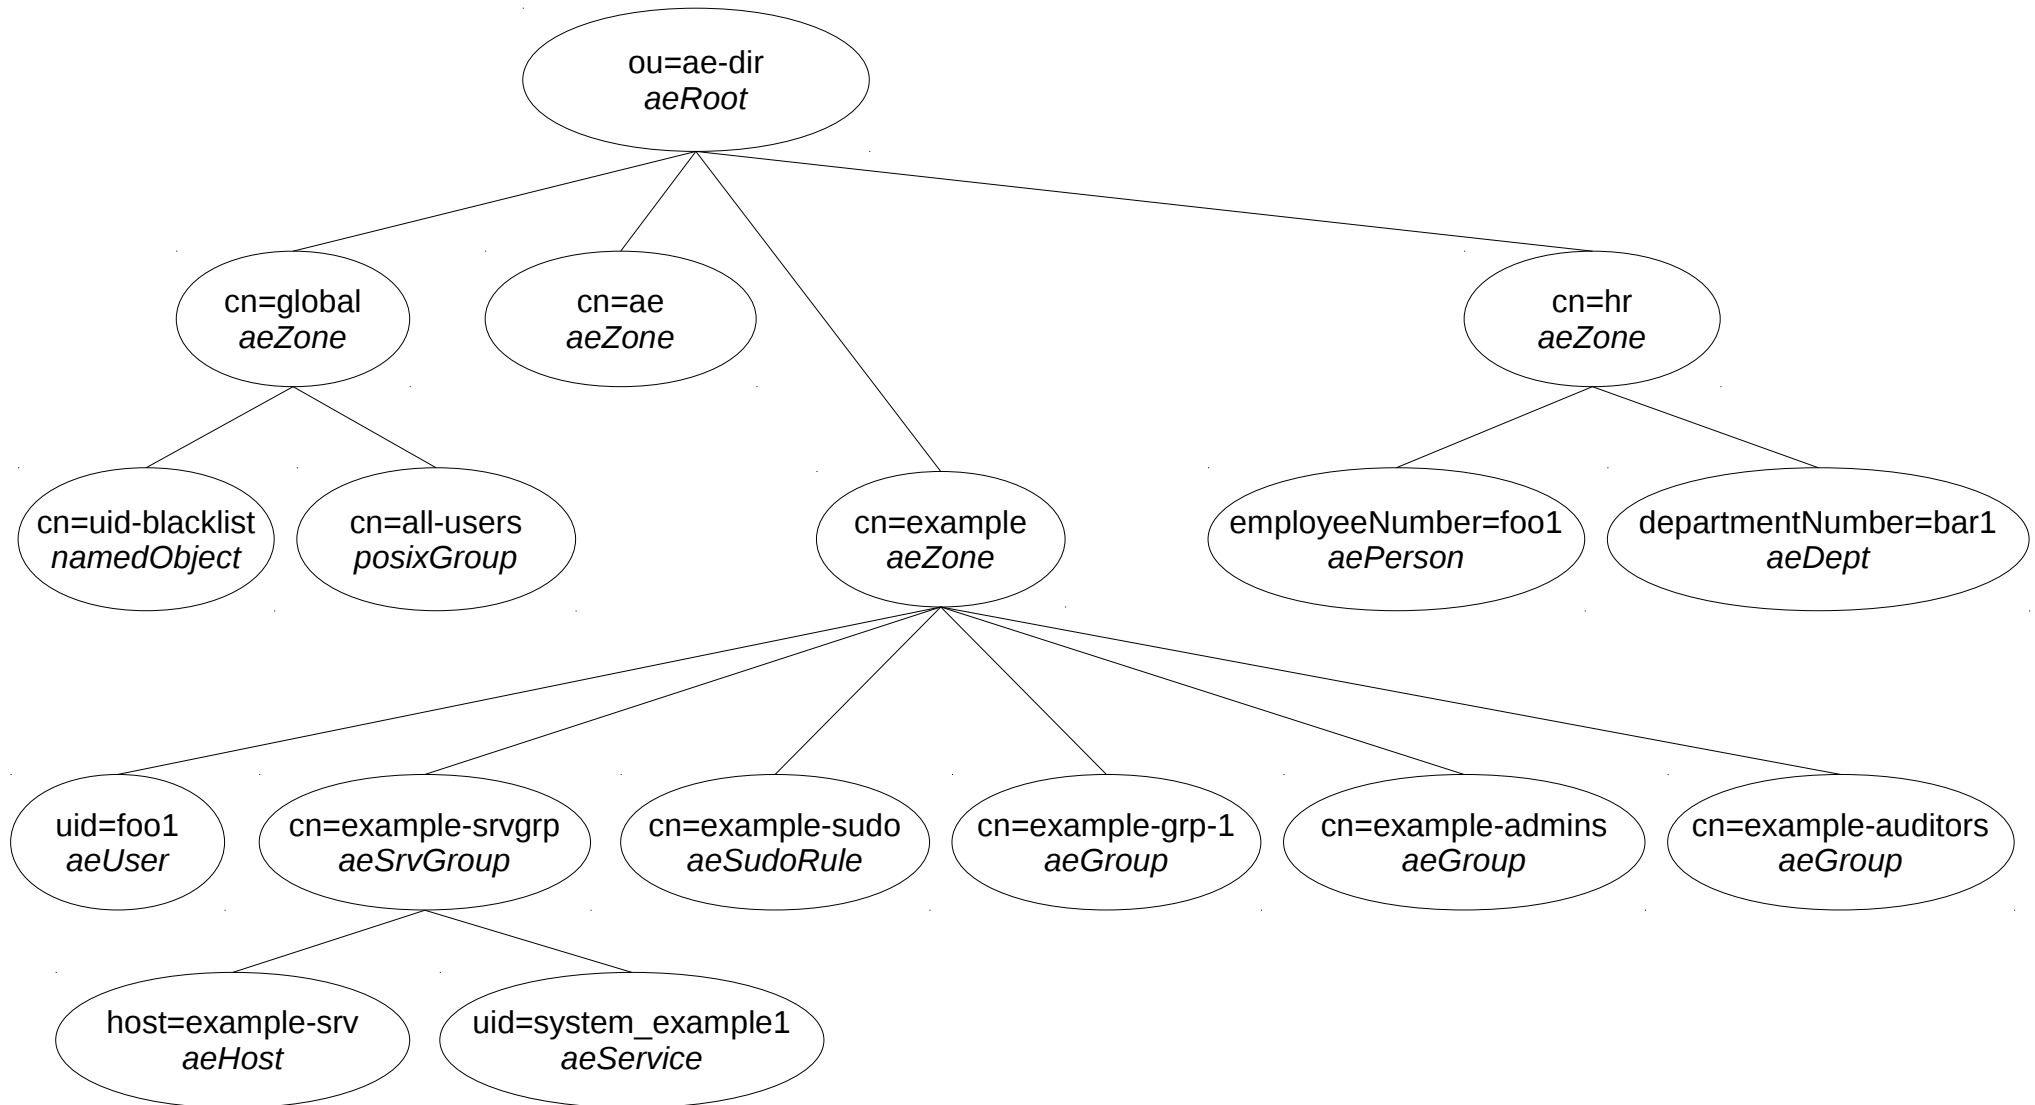 ou=ae-dir
aeRoot
cn=global
aeZone
cn=ae
aeZone
cn=hr
aeZone
cn=uid-blacklist
namedObject
cn=all-users
posixGroup
cn=example
aeZone
employeeNumber=foo1
aePerson
departmentNumber=bar1
aeDept
uid=foo1
aeUser
cn=example-srvgrp
aeSrvGroup
cn=example-sudo
aeSudoRule
cn=example-grp-1
aeGroup
cn=example-admins
aeGroup
cn=example-auditors
aeGroup
host=example-srv
aeHost
uid=system_example1
aeService